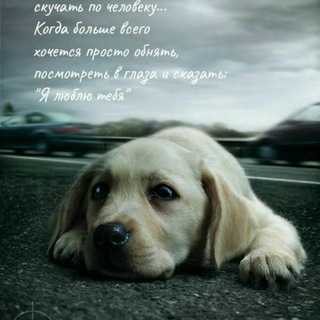 скучать по человеку...
Когда больше всего
хочется просто обнять,
посмотреть в глаза и сказать:
"Я люблю тебя"